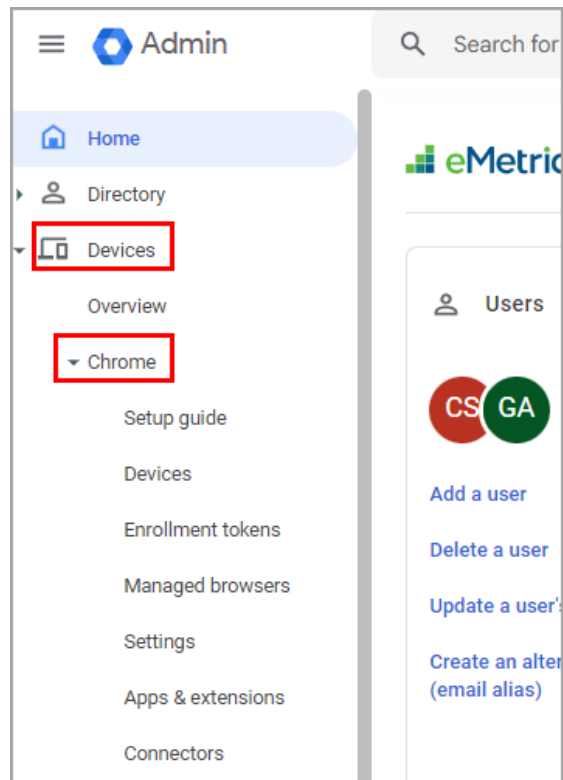 Admin
Search for
Home
Directory
Devices
Overview
Chrome
Setup guide
Devices
Enrollment tokens
Managed browsers
Settings
Apps & extensions
Connectors
eMetric
Users
CS GA
Add a user
Delete a user
Update a user's
Create an alter
(email alias)